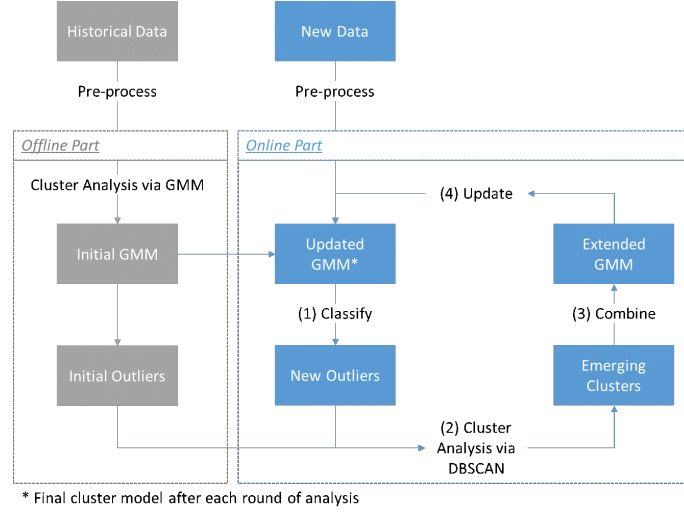 Historical Data
New Data
Pre-process
Pre-process
Offline Part
Online Part
Cluster Analysis via GMM
(4) Update
Initial GMM
Updated
GMM*
Extended
GMM
(1) Classify
(3) Combine
Initial Outliers
New Outliers
Emerging
Clusters
(2) Cluster
Analysis via
DBSCAN
* Final cluster model after each round of analysis